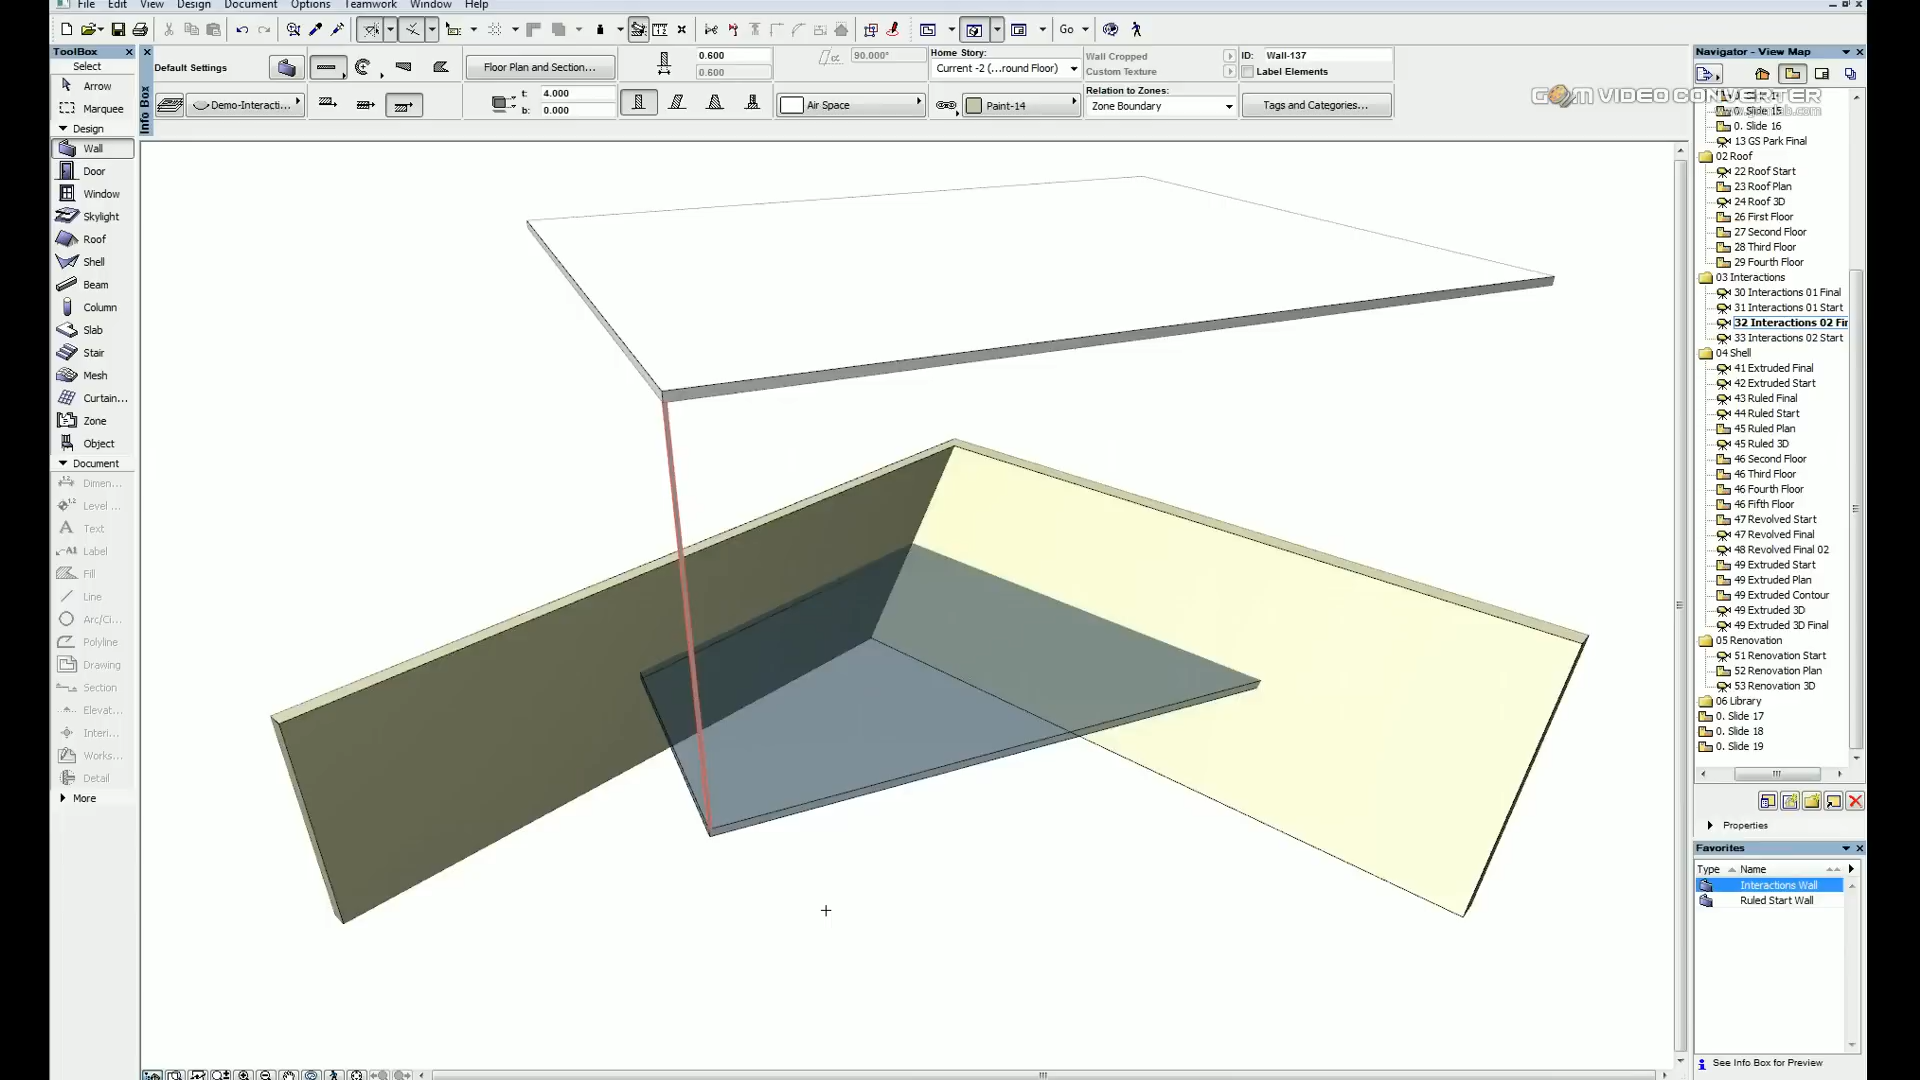 File Edit View Design Document Options Teamwork Window Help
Go
ToolBox
Select
Arrow
Marquee
Design
Wall
Door
Window
Skylight
Roof
Shell
Beam
Column
Slab
Stair
Mesh
Curtain...
Zone
Object
Document
Dimen...
Level ...
Text
Label
Fill
Line
Arc/Ci...
Polyline
Drawing
Section
Elevat...
Interi...
Works...
Detail
More
Info Box
Default Settings
Demo-Interacti...
Floor Plan and Section...
t: 4.000
b: 0.000
0.600
0.600
90.000°
Air Space
Home Story:
Current -2 (...round Floor)
Paint-14
Wall Cropped
Custom Texture
Relation to Zones:
Zone Boundary
ID: Wall-137
Label Elements
Tags and Categories...
GOM VIDEO CONVERTER
Navigator - View Map
0. Slide 15
0. Slide 16
13 GS Park Final
02 Roof
22 Roof Start
23 Roof Plan
24 Roof 3D
26 First Floor
27 Second Floor
28 Third Floor
29 Fourth Floor
03 Interactions
30 Interactions 01 Final
31 Interactions 01 Start
32 Interactions 02 Fir
33 Interactions 02 Start
04 Shell
41 Extruded Final
42 Extruded Start
43 Ruled Final
44 Ruled Start
45 Ruled Plan
45 Ruled 3D
46 Second Floor
46 Third Floor
46 Fourth Floor
46 Fifth Floor
47 Revolved Start
47 Revolved Final
48 Revolved Final 02
49 Extruded Start
49 Extruded Plan
49 Extruded Contour
49 Extruded 3D
49 Extruded 3D Final
05 Renovation
51 Renovation Start
52 Renovation Plan
53 Renovation 3D
06 Library
0. Slide 17
0. Slide 18
0. Slide 19
Properties
Favorites
Type Name
Interactions Wall
Ruled Start Wall
See Info Box for Preview